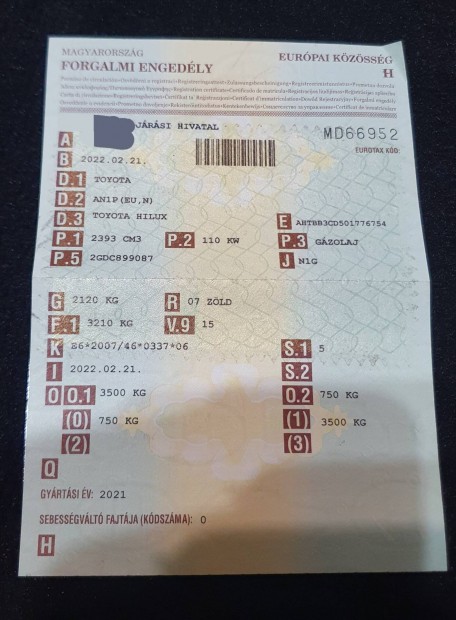 MAGYARORSZÁG
FORGALMI ENGEDÉLY
EURÓPAI KÖZÖSSÉG
H
A JÁRÁSI HIVATAL
MD66952
EUROTAX KÓD:
B 2022.02.21.
D.1 TOYOTA
D.2 AN1P(EU,N)
D.3 TOYOTA HILUX
E AHTBB3CD501776754
P.1 2393 CM3 P.2 110 KW P.3 GÁZOLAJ
P.5 2GDC899087 J N1G
G 2120 KG R 07 ZÖLD
F.1 3210 KG V.9 15
K E6*2007/46*0337*06 S.1 5
I 2022.02.21. S.2
O O.1 3500 KG O.2 750 KG
(0) 750 KG (1) 3500 KG
(2) (3)
Q
GYÁRTÁSI ÉV: 2021
SEBESSÉGVÁLTÓ FAJTÁJA (KÓDSZÁMA): 0
H